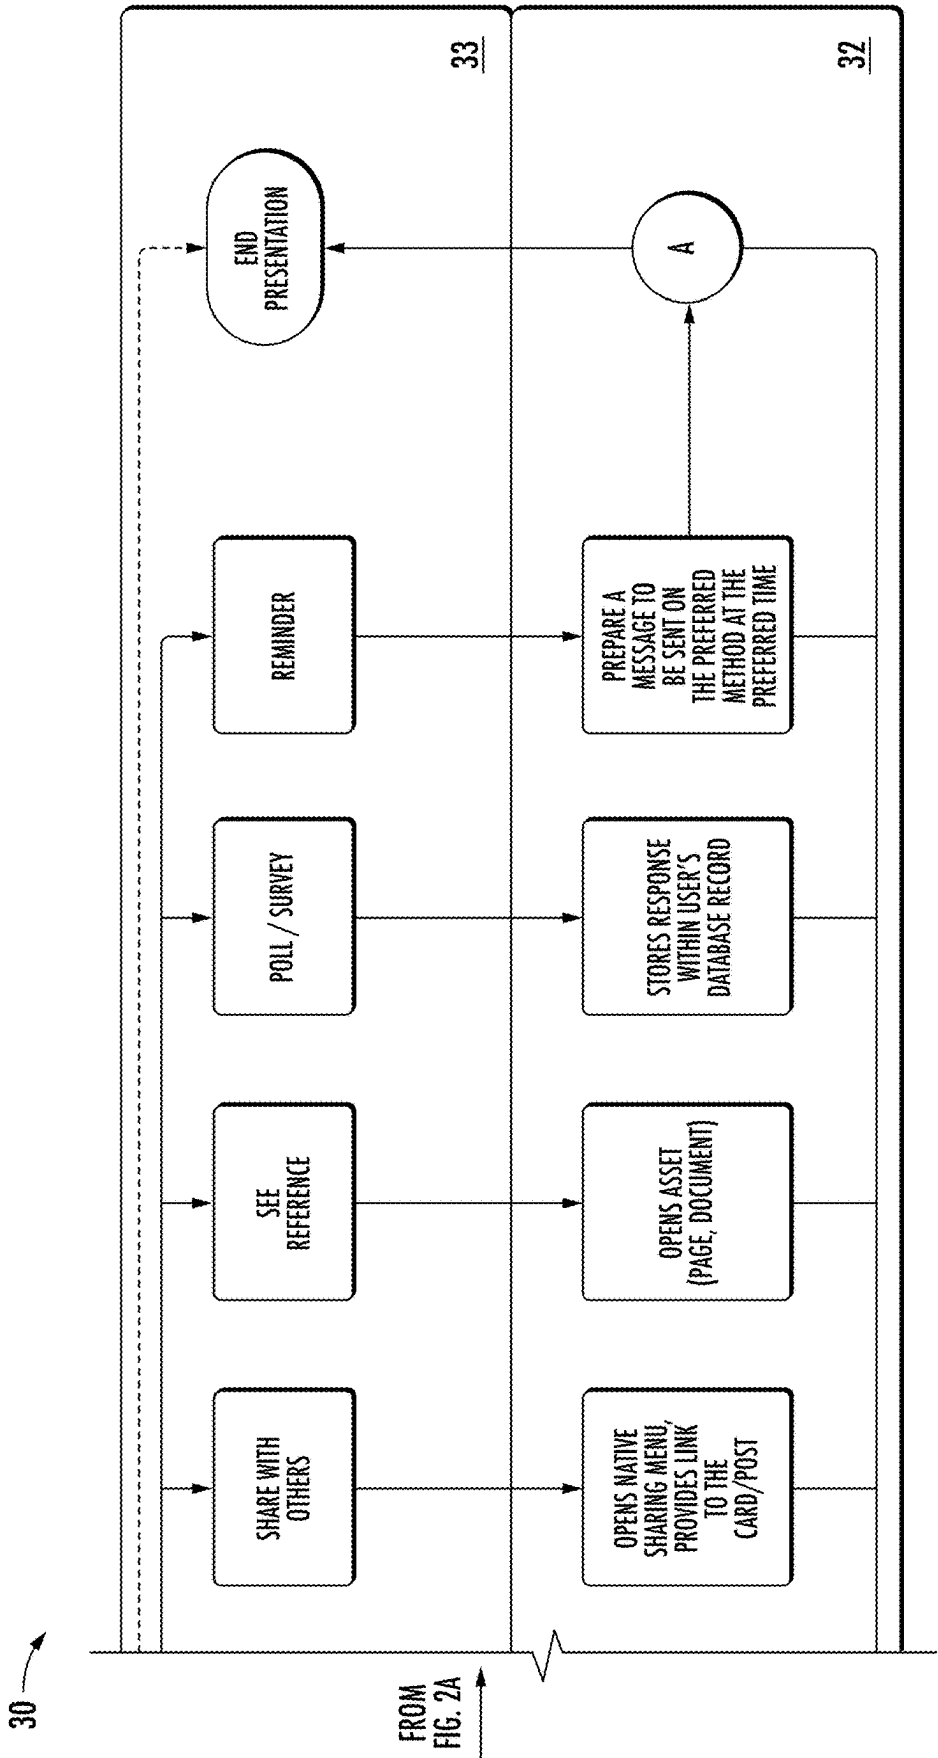 30
FROM
FIG. 2A
SHARE WITH
OTHERS
SEE
REFERENCE
POLL / SURVEY
REMINDER
END
PRESENTATION
33
OPENS NATIVE
SHARING MENU,
PROVIDES LINK
TO THE
CARD/POST
OPENS ASSET
(PAGE, DOCUMENT)
STORES RESPONSE
WITHIN USER'S
DATABASE RECORD
PREPARE A
MESSAGE TO
BE SENT ON
THE PREFERRED
METHOD AT THE
PREFERRED TIME
A
32